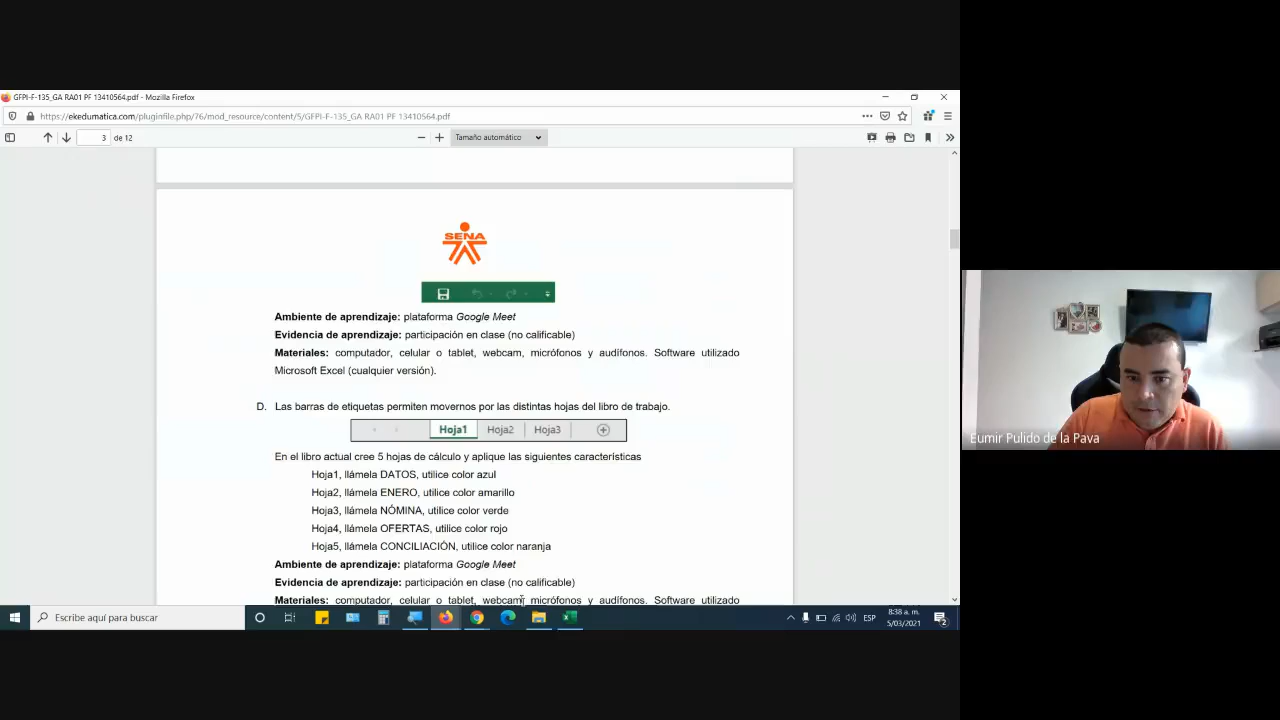 GFPI-F-135_GA RA01 PF 13410564.pdf - Mozilla Firefox
https://ekedumatica.com/pluginfile.php/76/mod_resource/content/5/GFPI-F-135_GA RA01 PF 13410564.pdf
3 de 12
Tamaño automático
SENA
Ambiente de aprendizaje: plataforma Google Meet
Evidencia de aprendizaje: participación en clase (no calificable)
Materiales: computador, celular o tablet, webcam, micrófonos y audífonos. Software utilizado
Microsoft Excel (cualquier versión).
D. Las barras de etiquetas permiten movernos por las distintas hojas del libro de trabajo.
Hoja1 Hoja2 Hoja3
En el libro actual cree 5 hojas de cálculo y aplique las siguientes características
Hoja1, llámela DATOS, utilice color azul
Hoja2, llámela ENERO, utilice color amarillo
Hoja3, llámela NÓMINA, utilice color verde
Hoja4, llámela OFERTAS, utilice color rojo
Hoja5, llámela CONCILIACIÓN, utilice color naranja
Ambiente de aprendizaje: plataforma Google Meet
Evidencia de aprendizaje: participación en clase (no calificable)
Materiales: computador, celular o tablet, webcam, micrófonos y audífonos. Software utilizado
Eumir Pulido de la Pava
Escribe aquí para buscar
ESP
8:38 a. m.
5/03/2021
2